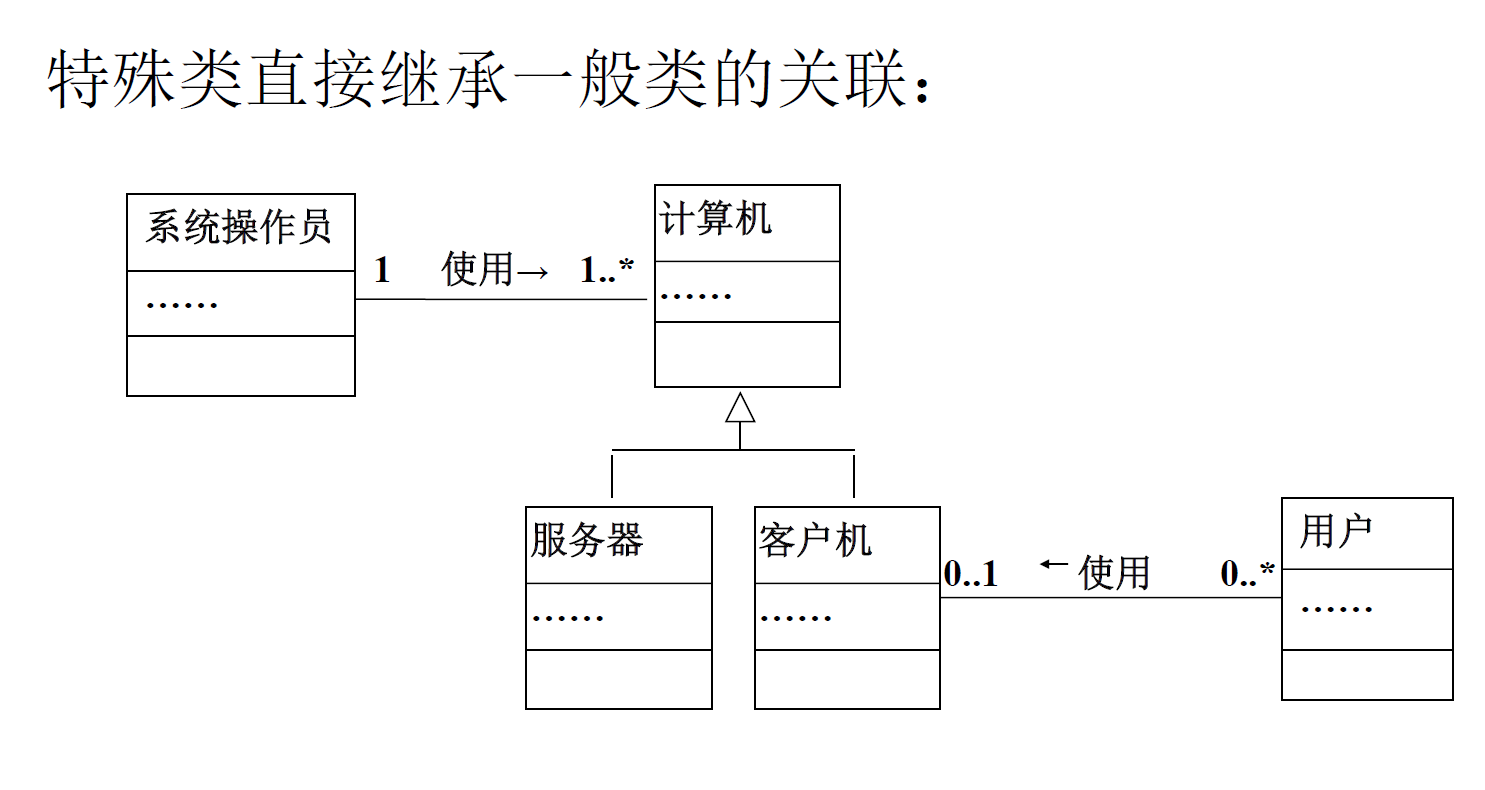 特殊类直接继承一般类的关联：
系统操作员
……
1 使用→ 1..*
计算机
……
服务器
……
客户机
……
0..1 ←使用 0..*
用户
……